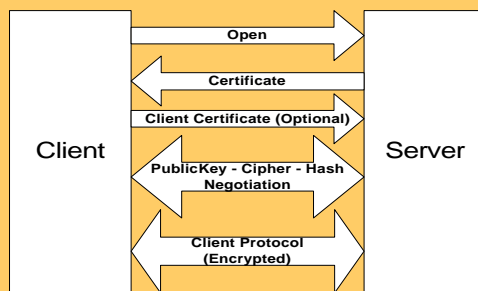 Open
Certificate
Client Certificate (Optional)
Client
Server
PublicKey - Cipher - Hash
Negotiation
Client Protocol
(Encrypted)